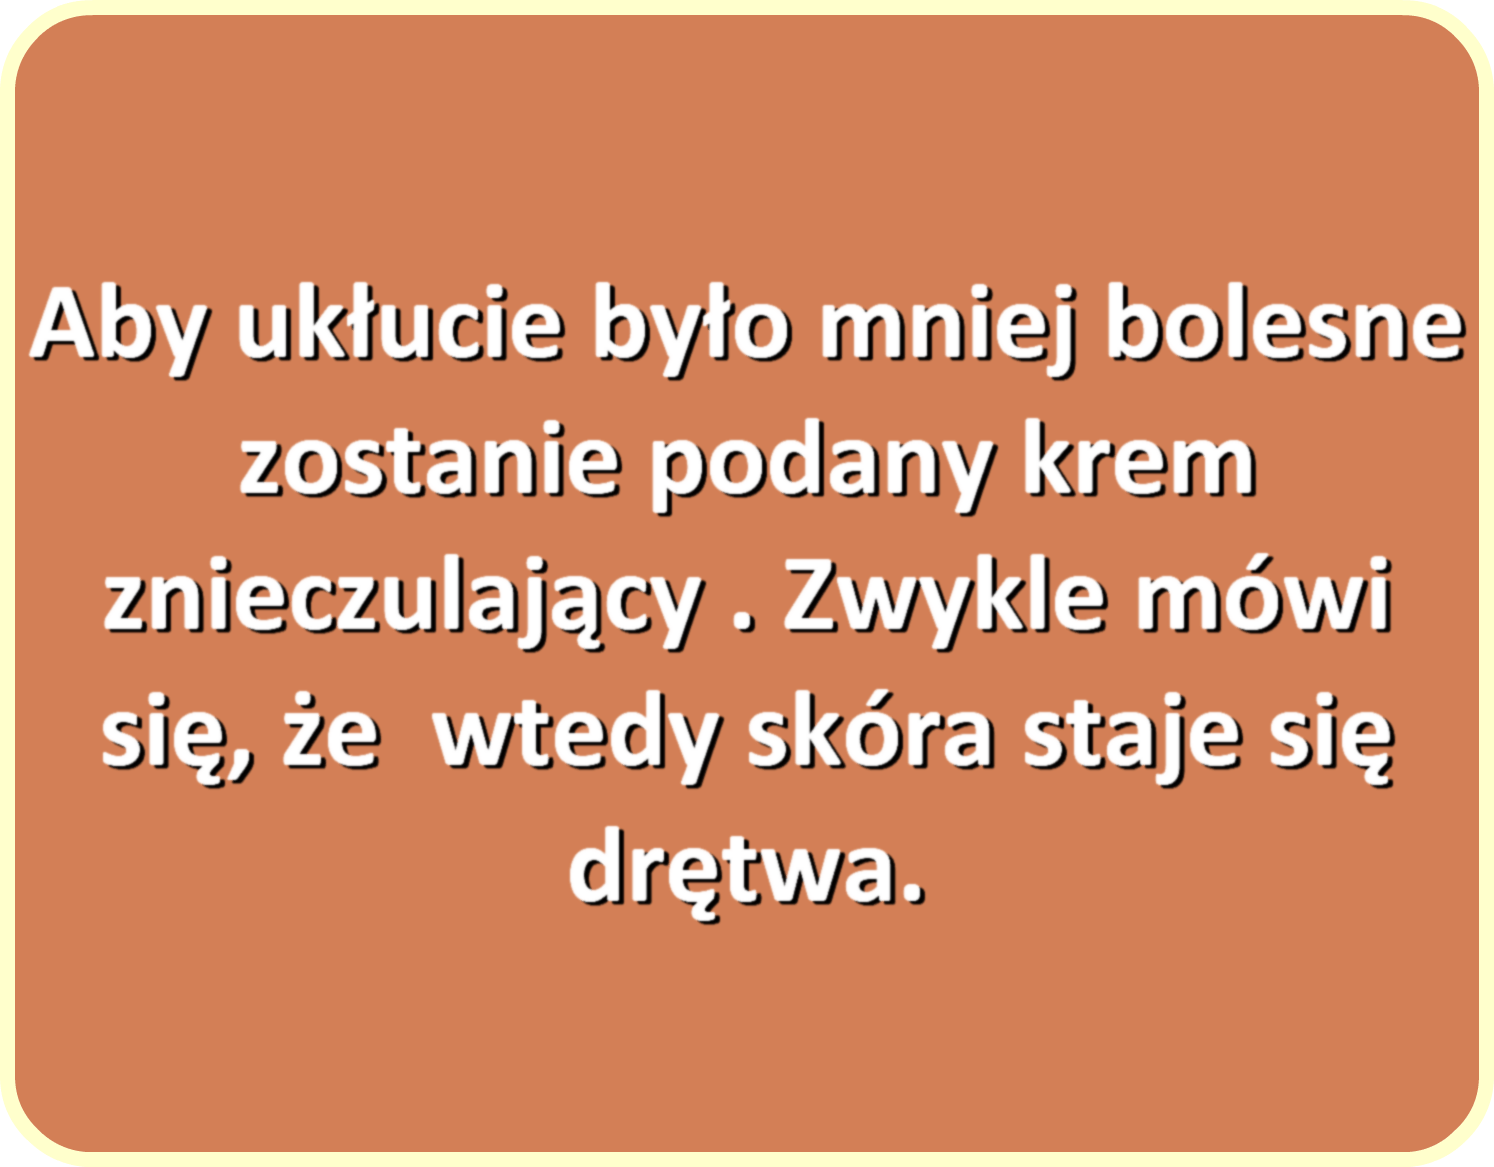 Aby ukłucie było mniej bolesne
zostanie podany krem
znieczulający . Zwykle mówi
się, że  wtedy skóra staje się
drętwa.